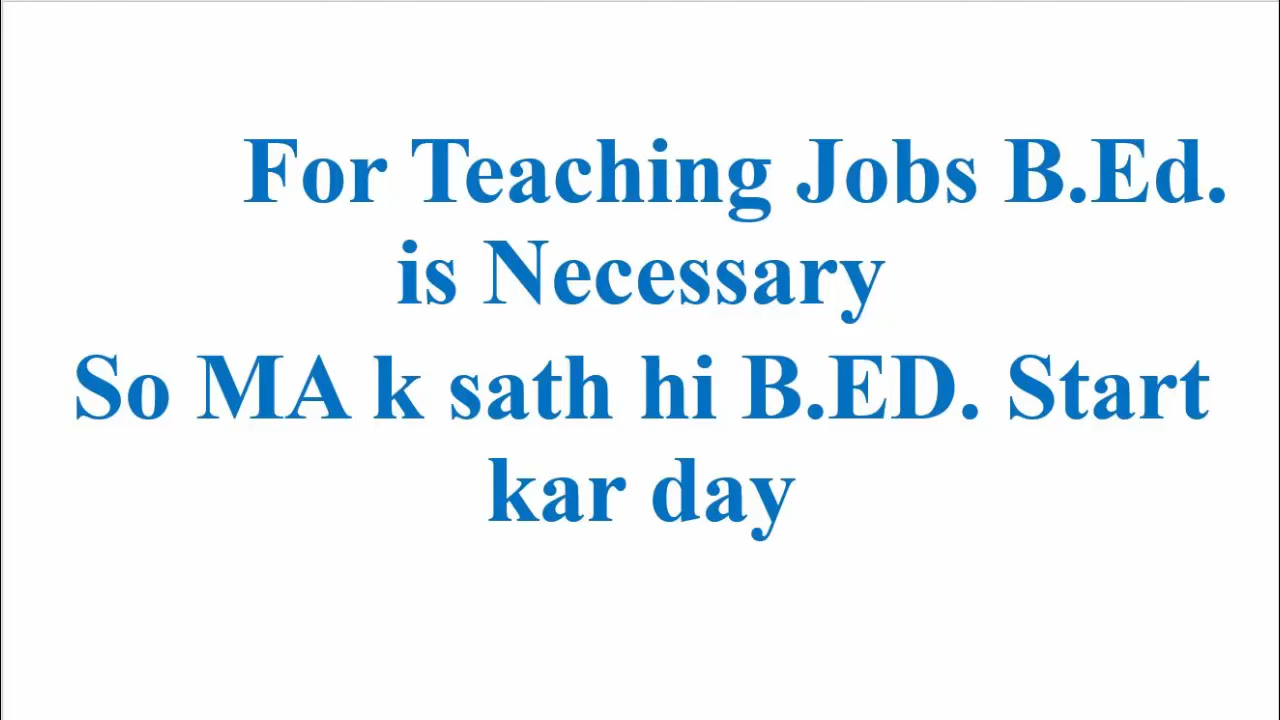 For Teaching Jobs B.Ed.
is Necessary
So MA k sath hi B.ED. Start
kar day